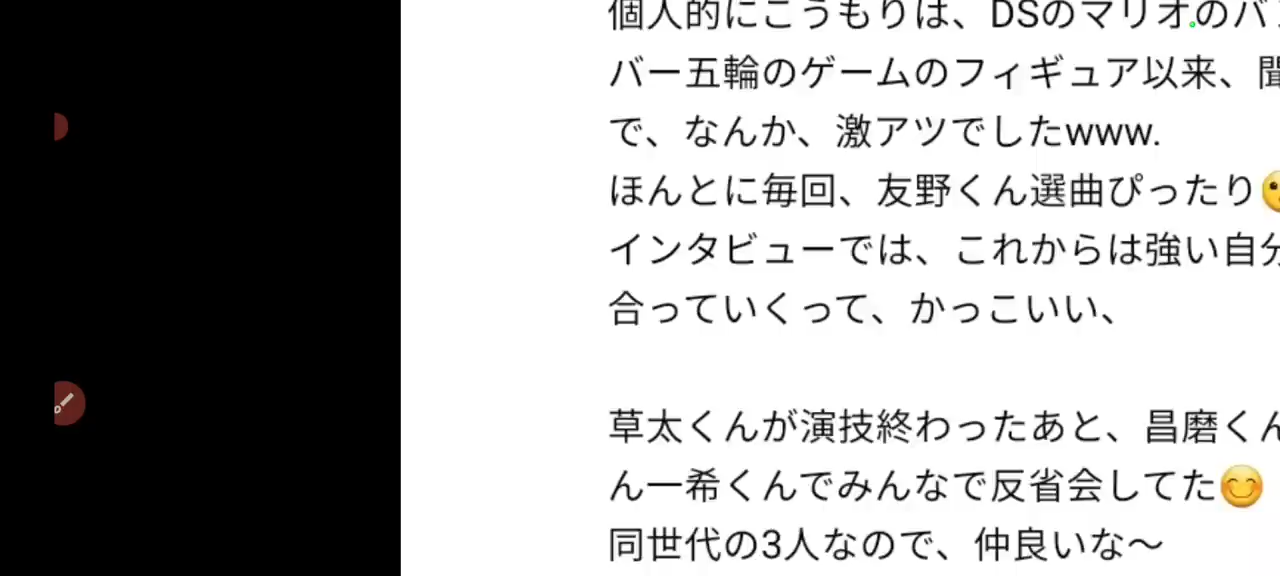 個人的にこうもりは、DSのマリオのバン
バー五輪のゲームのフィギュア以来、聞
で、なんか、激アツでしたwww.
ほんとに毎回、友野くん選曲ぴったり😗
インタビューでは、これからは強い自分
合っていくって、かっこいい、
草太くんが演技終わったあと、昌磨くん
ん一希くんでみんなで反省会してた😊
同世代の3人なので、仲良いな〜